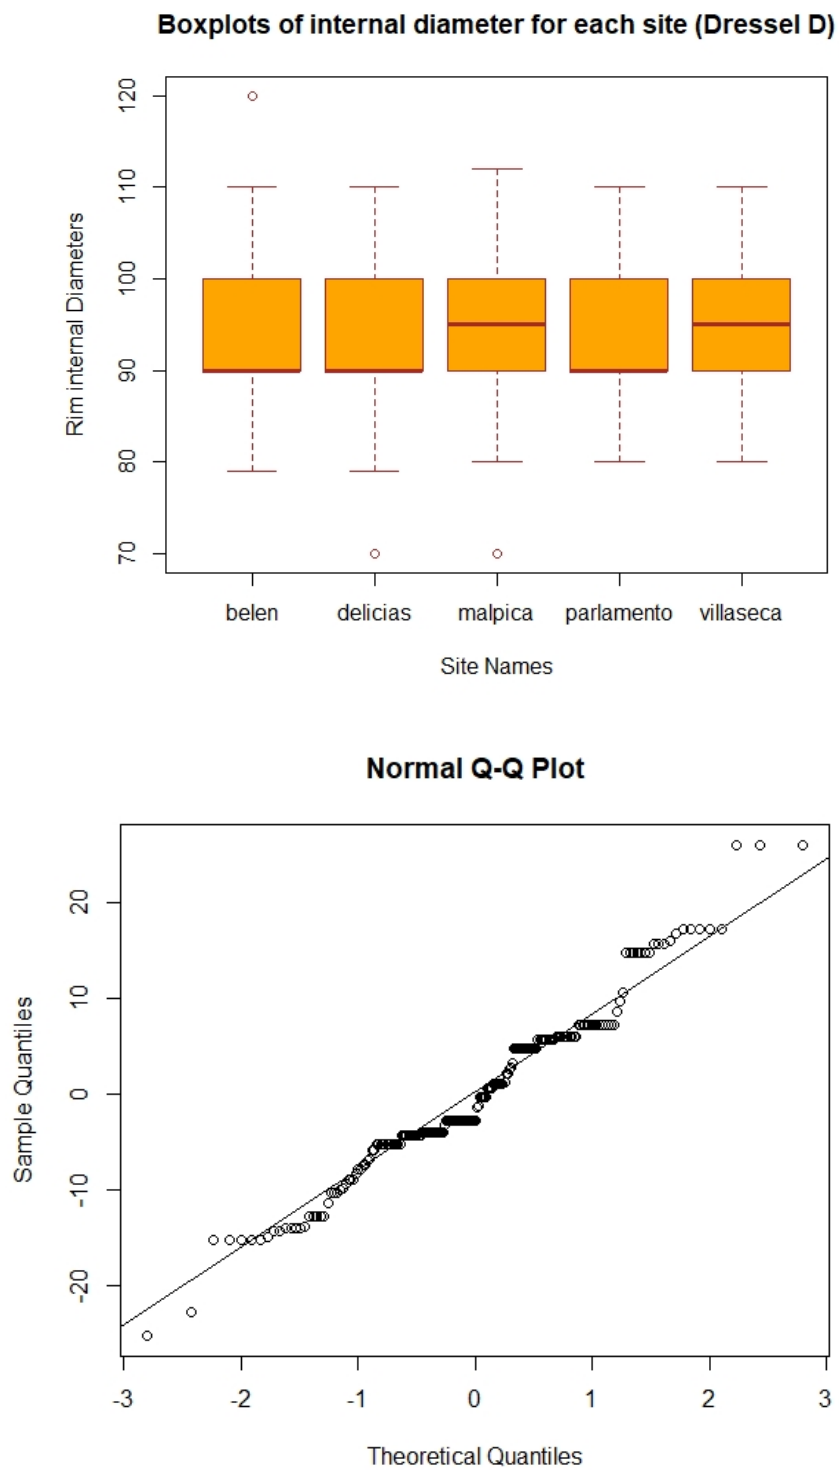 Boxplots of internal diameter for each site (Dressel D)
Rim internal Diameters
120
110
100
90
80
70
belen delicias malpica parlamento villaseca
Site Names
Normal Q-Q Plot
Sample Quantiles
20
10
0
-10
-20
-3 -2 -1 0 1 2 3
Theoretical Quantiles